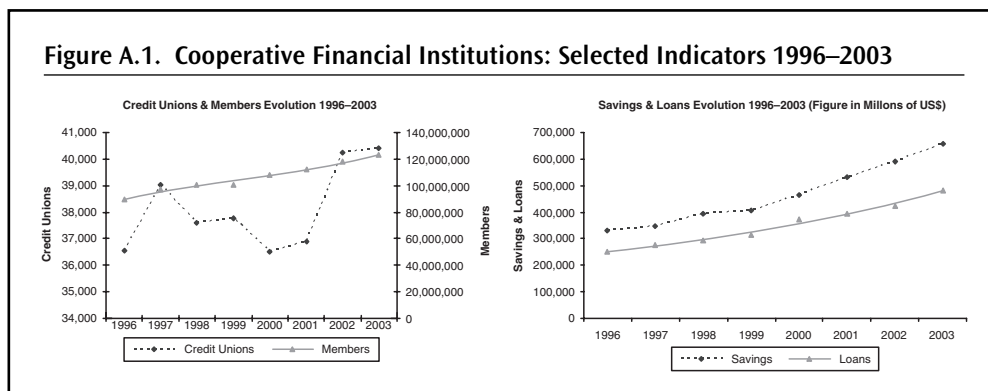 Figure A.1. Cooperative Financial Institutions: Selected Indicators 1996–2003
Credit Unions & Members Evolution 1996–2003
41,000
40,000
39,000
38,000
37,000
36,000
35,000
34,000
Credit Unions
140,000,000
120,000,000
100,000,000
80,000,000
60,000,000
40,000,000
20,000,000
0
Members
1996 1997 1998 1999 2000 2001 2002 2003
Credit Unions Members
Savings & Loans Evolution 1996–2003 (Figure in Millons of US$)
700,000
600,000
500,000
400,000
300,000
200,000
100,000
0
Savings & Loans
1996 1997 1998 1999 2000 2001 2002 2003
Savings Loans